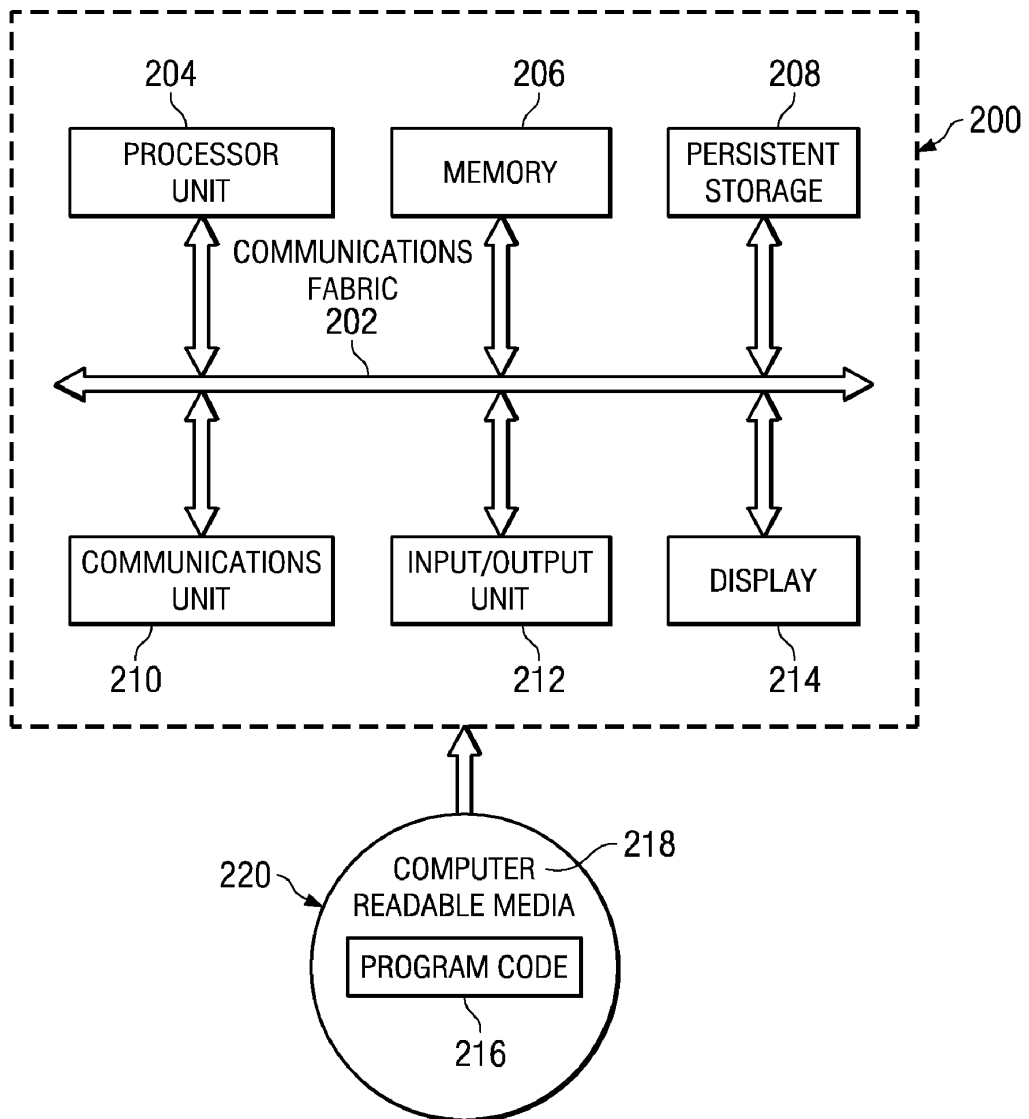 204
206
208
200
PROCESSOR
UNIT
MEMORY
PERSISTENT
STORAGE
COMMUNICATIONS
FABRIC
202
COMMUNICATIONS
UNIT
INPUT/OUTPUT
UNIT
DISPLAY
210
212
214
220
COMPUTER
READABLE MEDIA
218
PROGRAM CODE
216